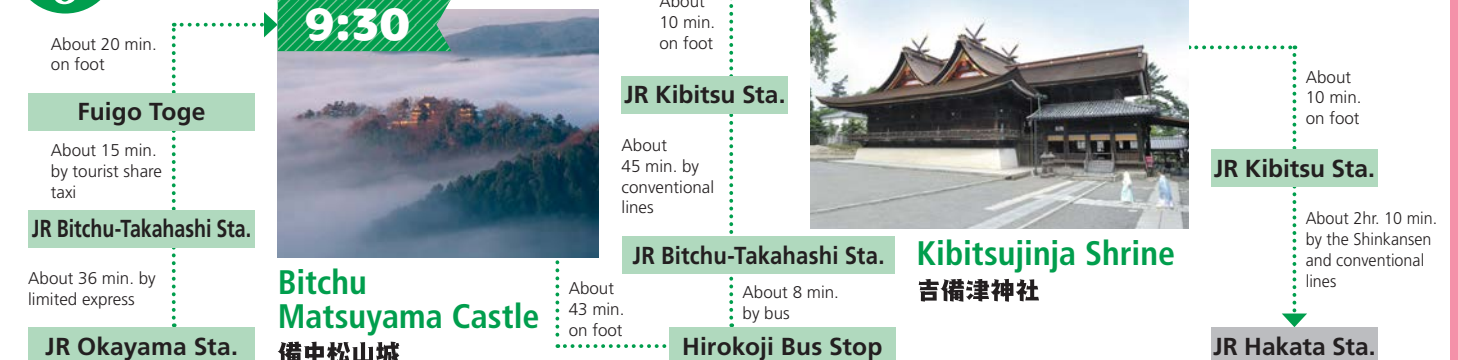 About 20 min.
on foot
Fuigo Toge
About 15 min.
by tourist share
taxi
JR Bitchu-Takahashi Sta.
About 36 min. by
limited express
JR Okayama Sta.
9:30
Bitchu
Matsuyama Castle
備中松山城
About
43 min.
on foot
About
10 min.
on foot
JR Kibitsu Sta.
About
45 min. by
conventional
lines
JR Bitchu-Takahashi Sta.
About 8 min.
by bus
Hirokoji Bus Stop
Kibitsujinja Shrine
吉備津神社
About
10 min.
on foot
JR Kibitsu Sta.
About 2hr. 10 min.
by the Shinkansen
and conventional
lines
JR Hakata Sta.